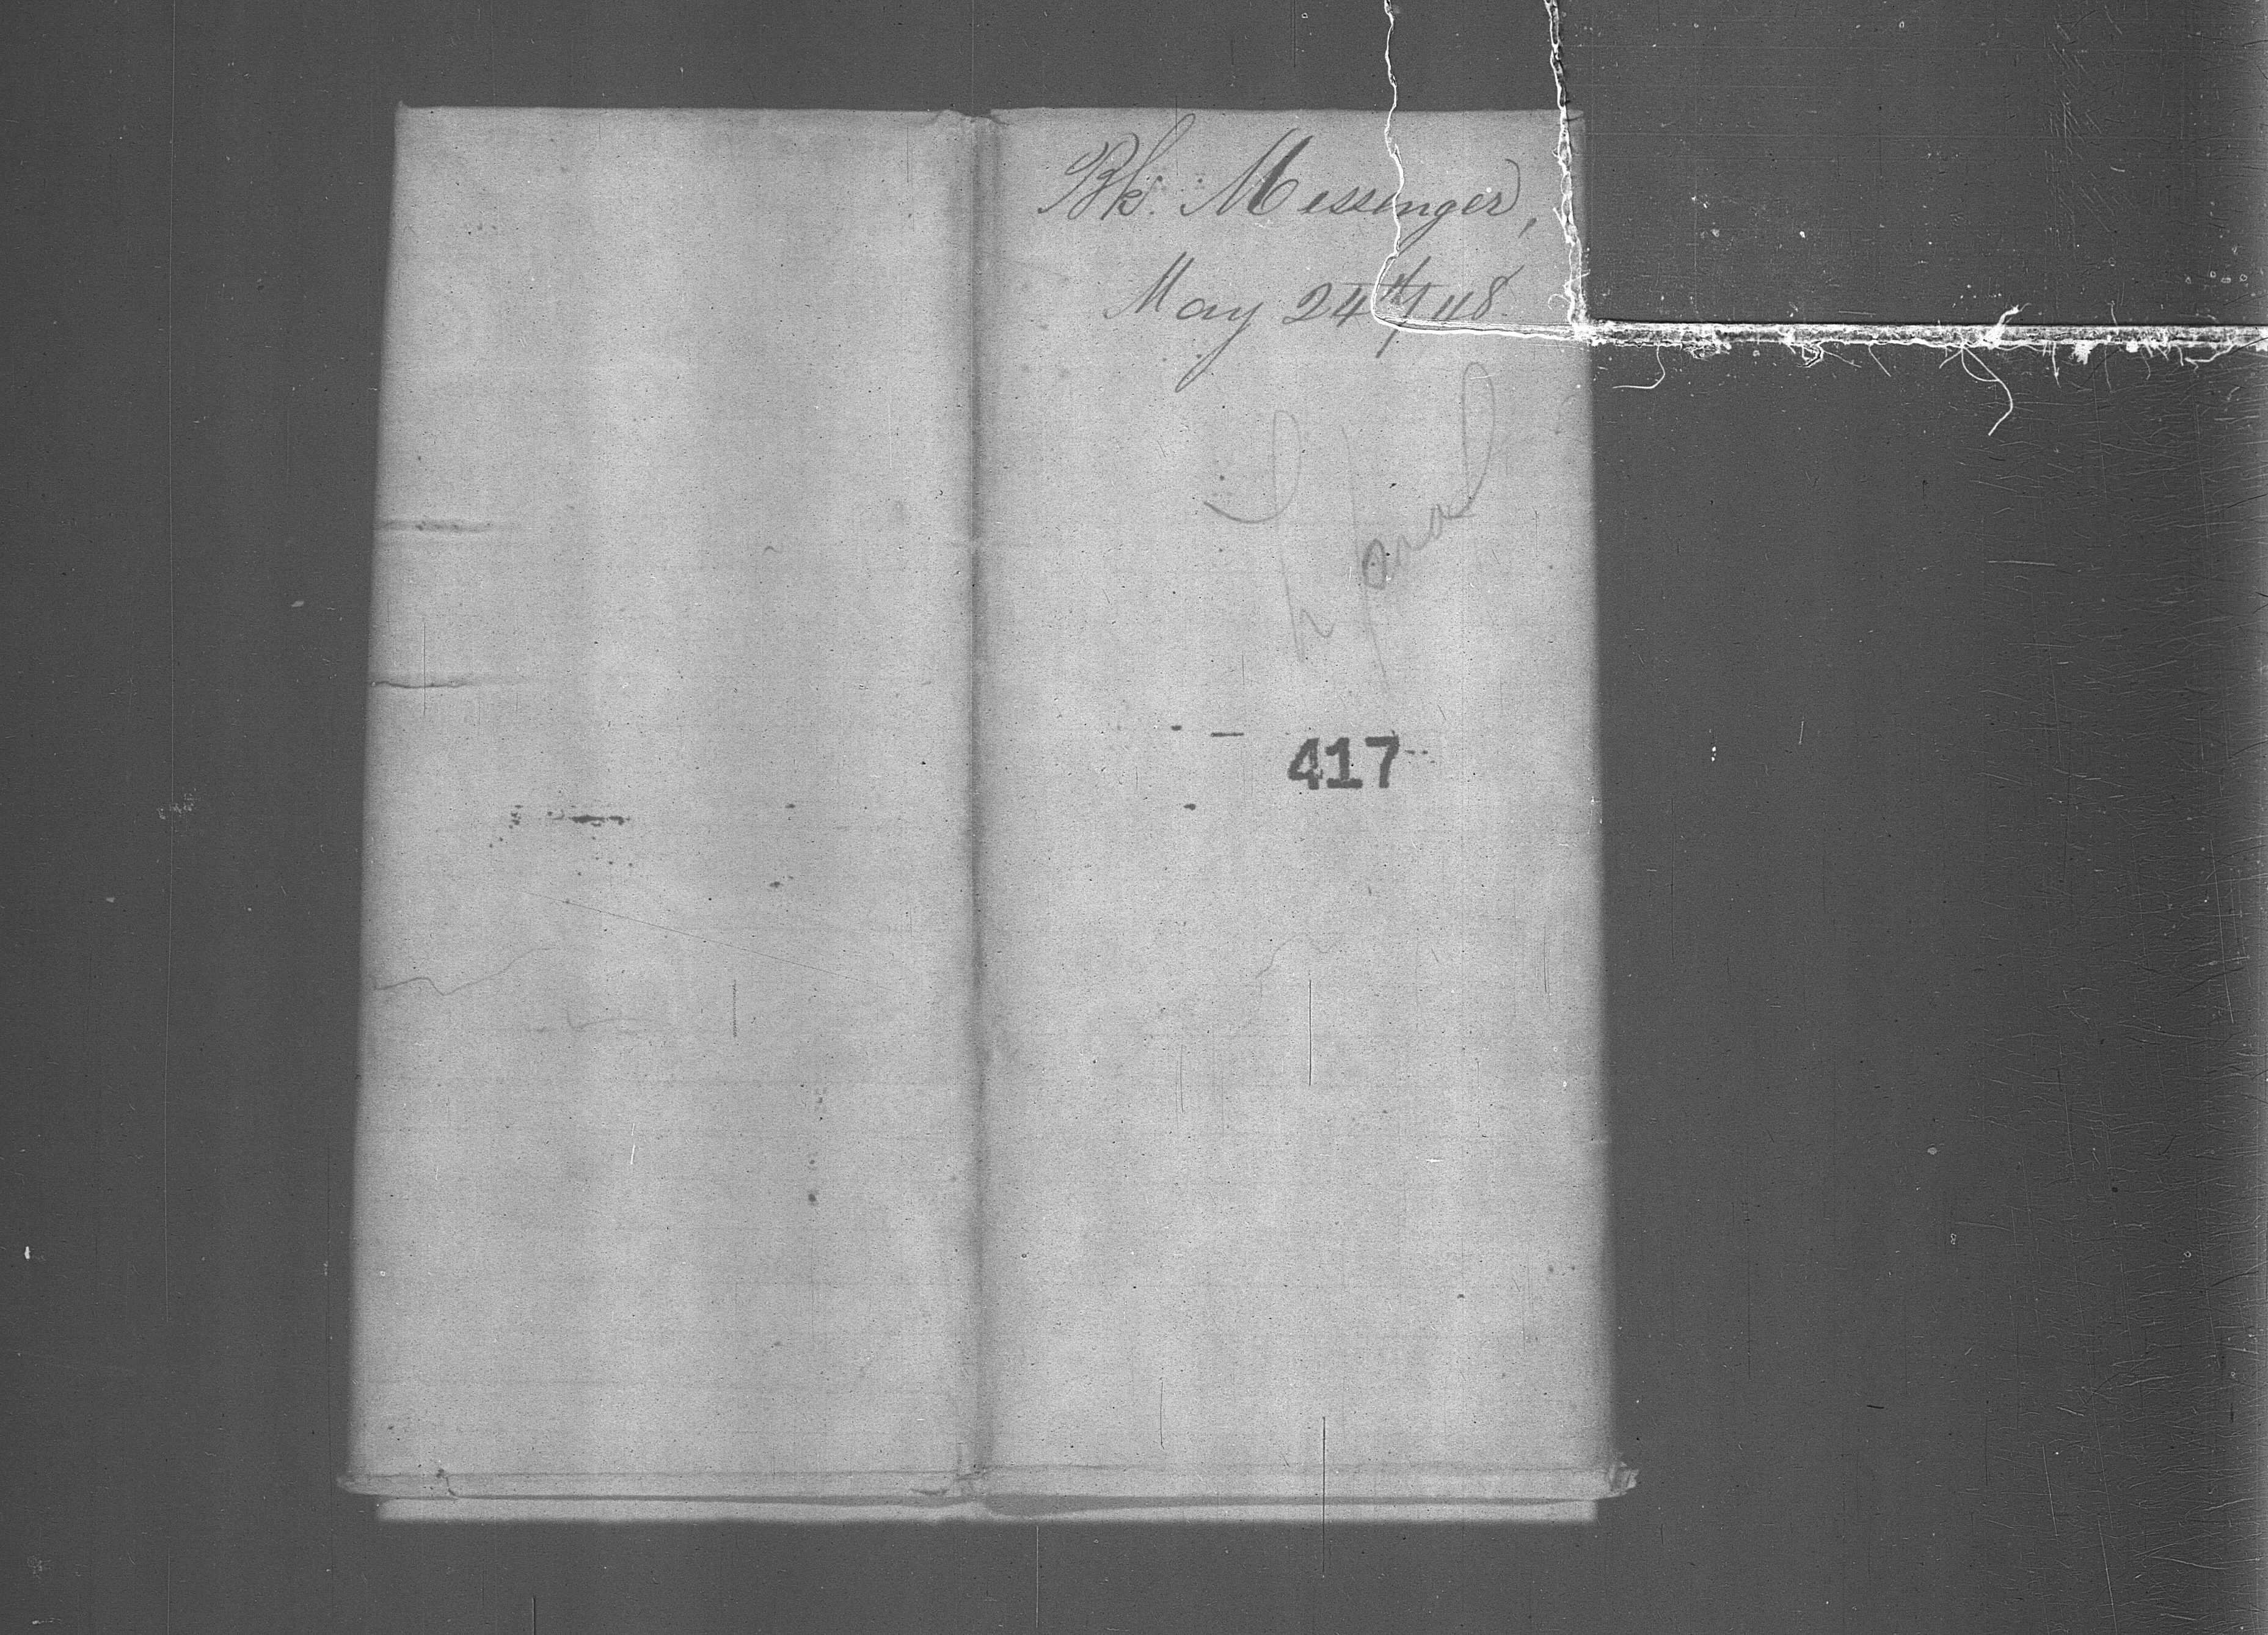 Bk. Messenger,
May 24th/48.
417